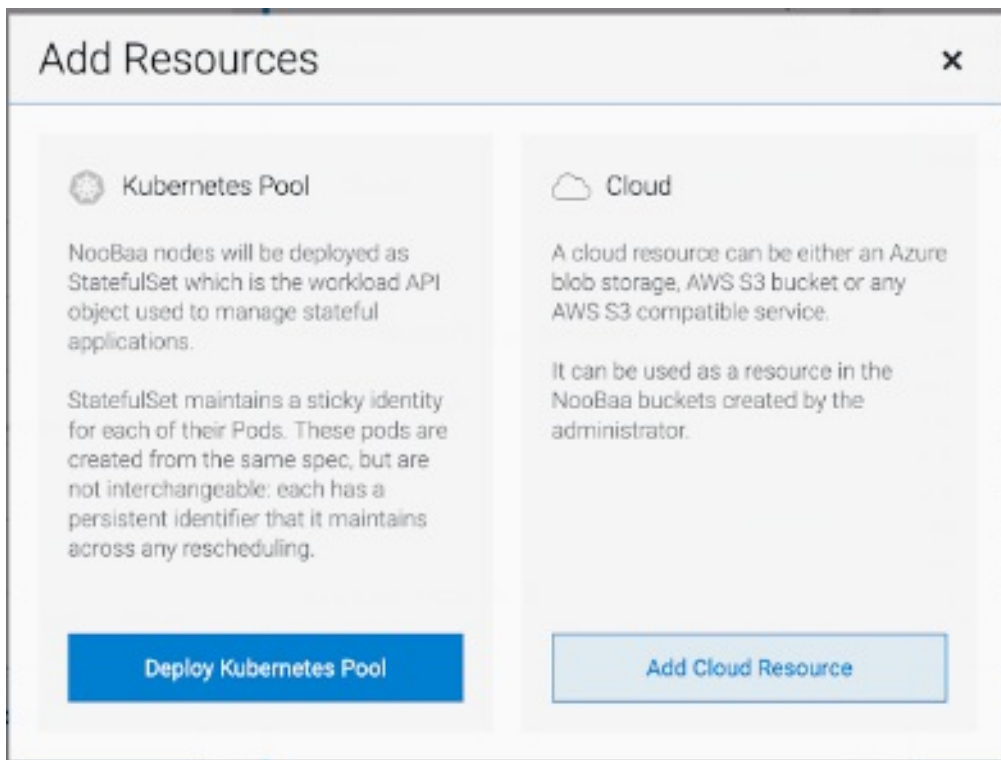 Add Resources
Kubernetes Pool
NooBaa nodes will be deployed as
StatefulSet which is the workload API
object used to manage stateful
applications.
StatefulSet maintains a sticky identity
for each of their Pods. These pods are
created from the same spec, but are
not interchangeable: each has a
persistent identifier that it maintains
across any rescheduling.
Deploy Kubernetes Pool
Cloud
A cloud resource can be either an Azure
blob storage, AWS S3 bucket or any
AWS S3 compatible service.
It can be used as a resource in the
NooBaa buckets created by the
administrator.
Add Cloud Resource